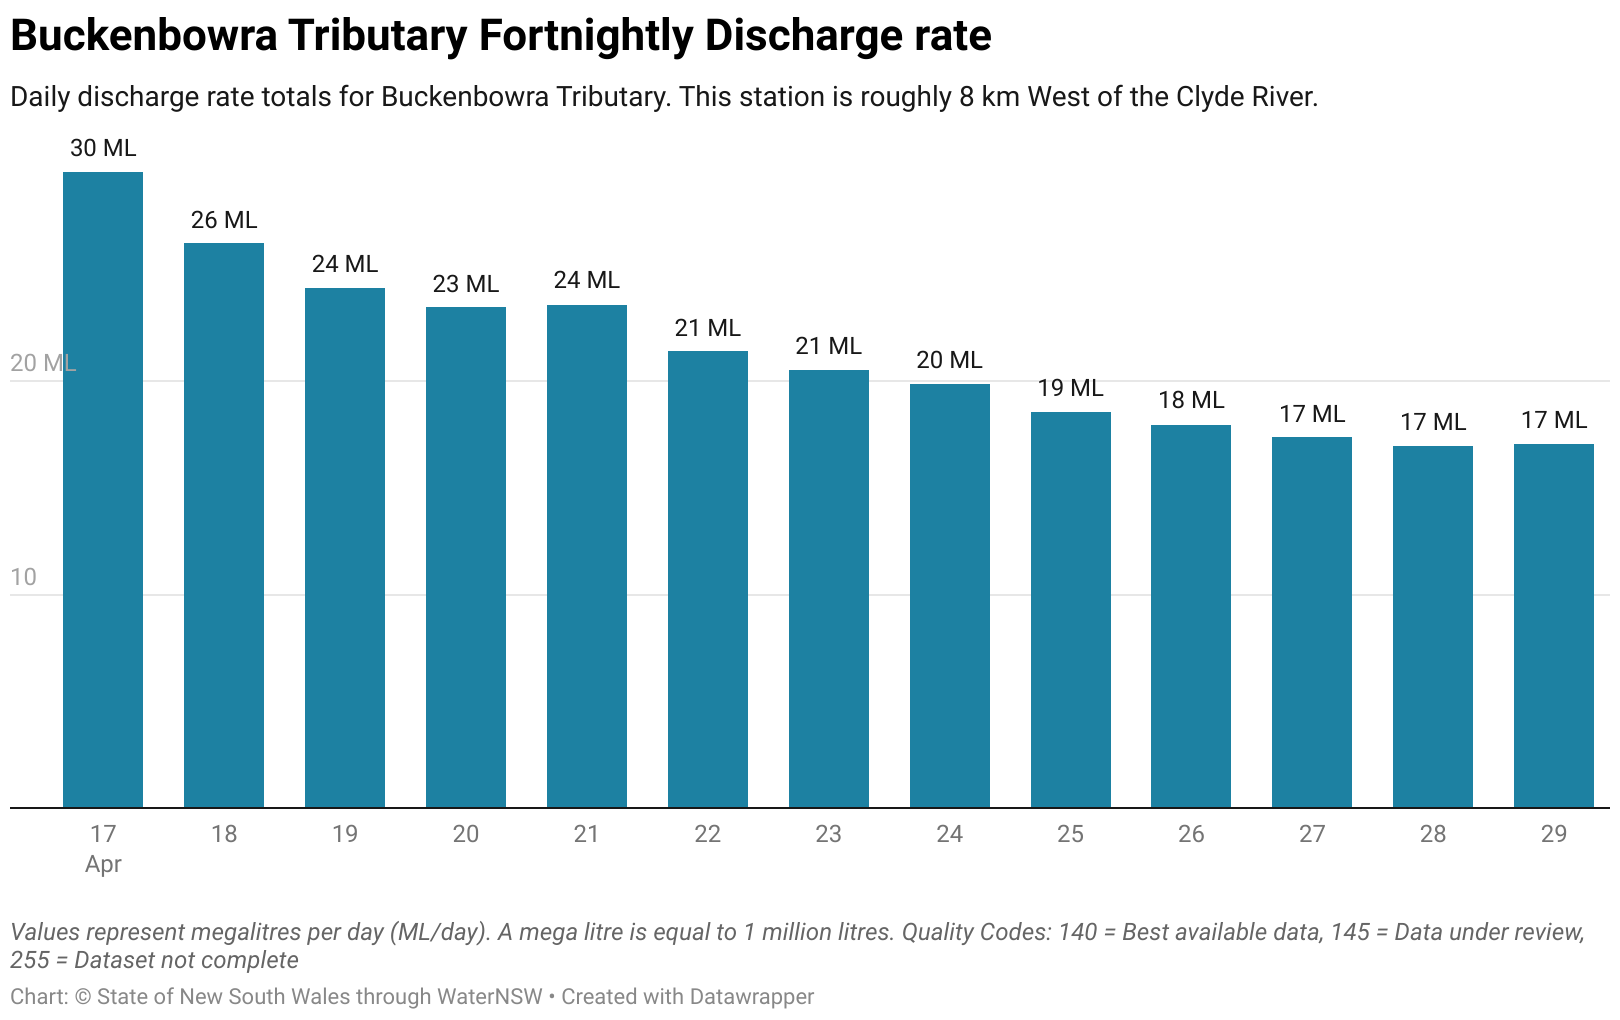 Buckenbowra Tributary Fortnightly Discharge rate
Daily discharge rate totals for Buckenbowra Tributary. This station is roughly 8 km West of the Clyde River.
30 ML
26 ML
24 ML
23 ML
24 ML
21 ML
21 ML
20 ML
19 ML
18 ML
17 ML
17 ML
17 ML
20 ML
10
17 18 19 20 21 22 23 24 25 26 27 28 29
Apr
Values represent megalitres per day (ML/day). A mega litre is equal to 1 million litres. Quality Codes: 140 = Best available data, 145 = Data under review,
255 = Dataset not complete
Chart: © State of New South Wales through WaterNSW • Created with Datawrapper